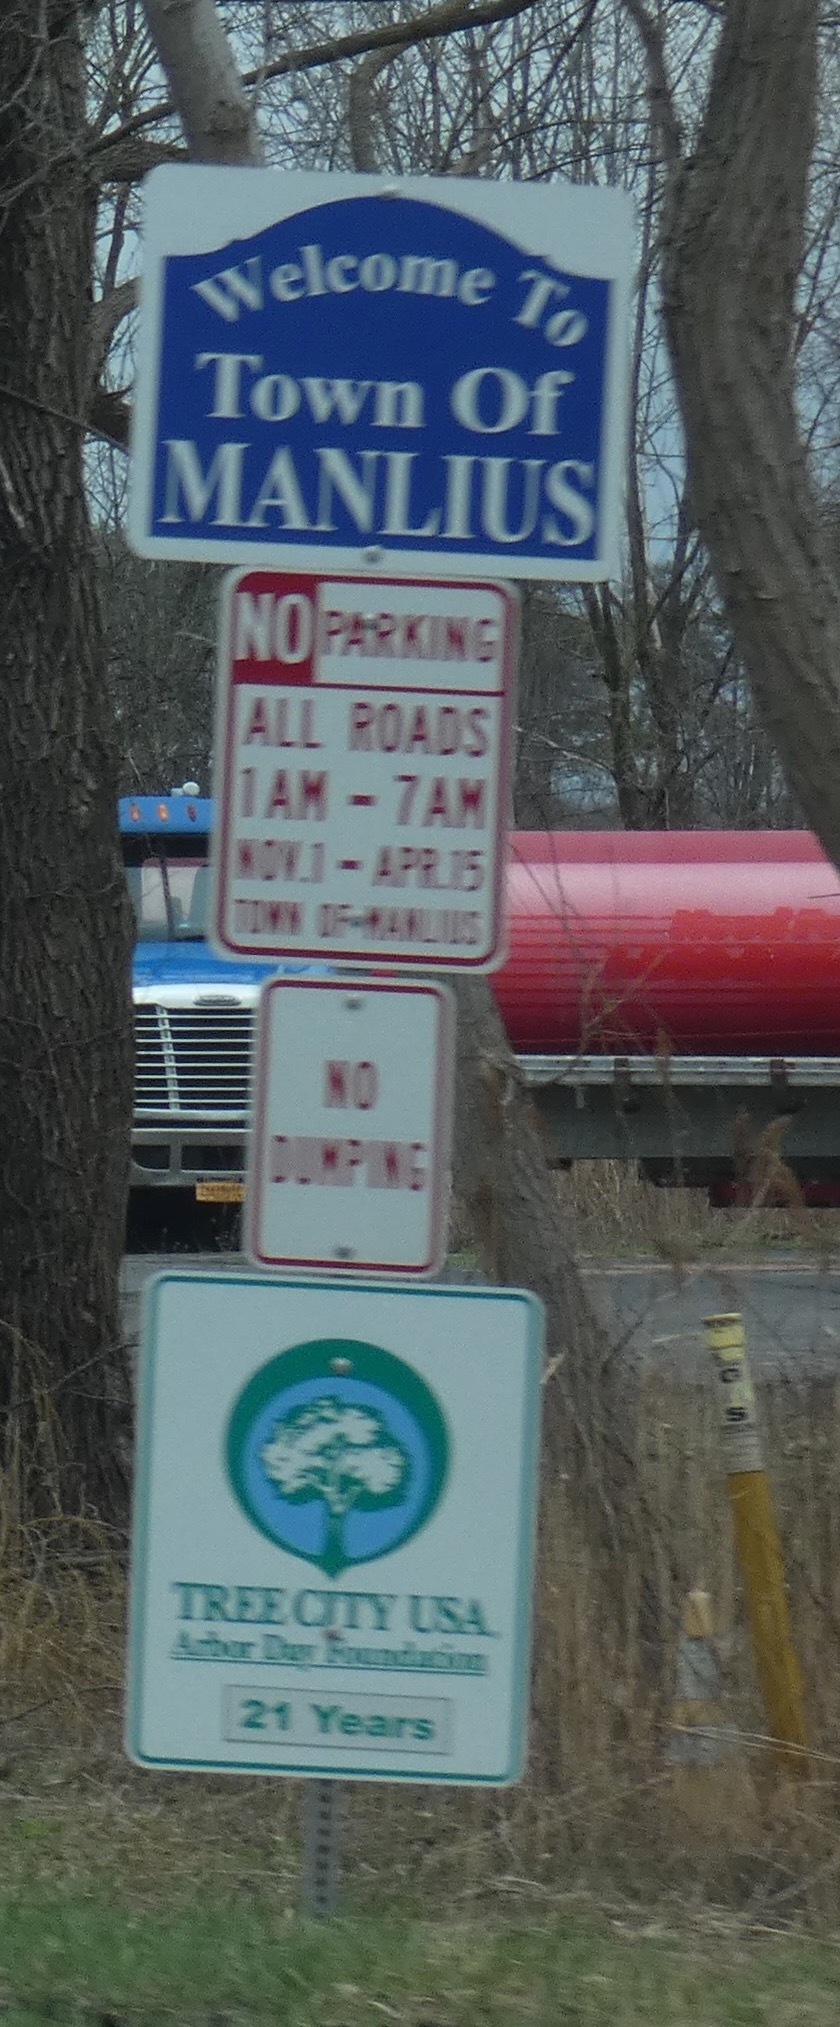 Welcome To
Town Of
MANLIUS
NO PARKING
ALL ROADS
1AM - 7AM
NOV.1 - APR.15
TOWN OF MANLIUS
NO
DUMPING
TREE CITY USA
Arbor Day Foundation
21 Years